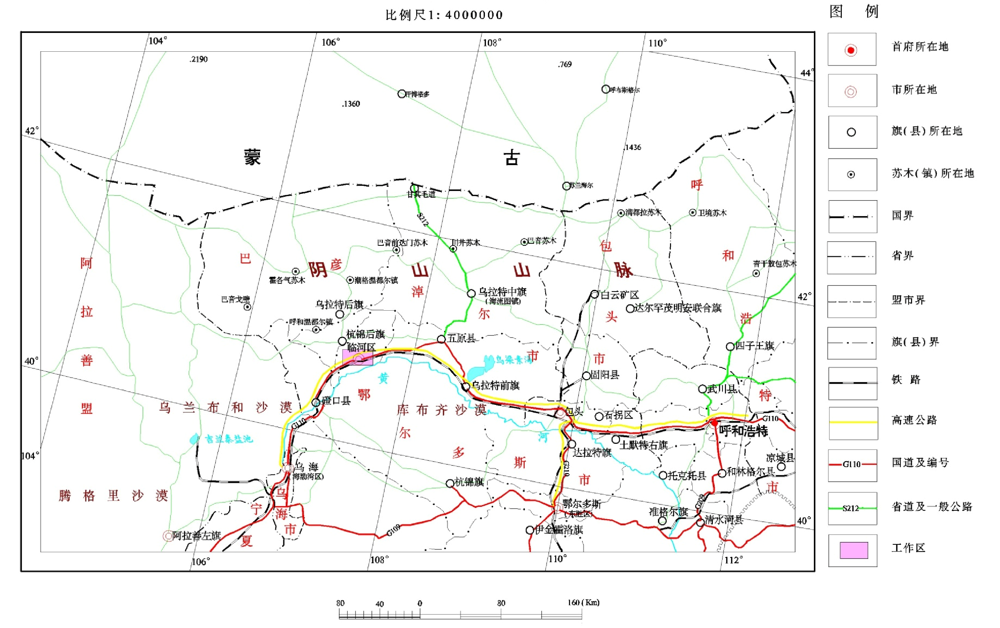 比例尺1: 4000000
图 例
104°
106°
108°
110°
.2190
.769
44°
首府所在地
市所在地
呼布斯格尔
汗博格多
.1360
42°
旗(县)所在地
.1436
蒙 古
苏木(镇)所在地
呼
苏兰海尔
甘其毛道
S212
满都拉苏木
卫境苏木
国界
巴音前达门苏木
川井苏木
巴音苏木
包
和
省界
阿
巴
彦
阴 山 山 脉
查干敖包苏木
霍各气苏木
潮格温都尔镇
淖
乌拉特中旗
(海流图镇)
白云矿区
42°
盟市界
巴音戈壁
乌拉特后旗
达尔罕茂明安联合旗
拉
尔
头
浩
呼和温都尔镇
杭锦后旗
五原县
旗(县)界
临河区
四子王旗
40°
善
市
市
乌梁素海
黄
固阳县
铁 路
乌拉特前旗
武川县
鄂
特
磴口县
盟
乌兰布和沙漠
库布齐沙漠
包头
石拐区
G110
G110
高速公路
呼和浩特
尔
河
吉兰泰盐池
土默特右旗
104°
多
达拉特旗
斯
G210
凉城县
G110
国道及编号
乌 海
(海渤湾区)
托克托县
和林格尔县
市
市
杭锦旗
腾格里沙漠
乌
G209
鄂尔多斯
(东胜区)
S212
省道及一般公路
宁
海
准格尔旗
清水河县
40°
市
G109
伊金霍洛旗
阿拉善左旗
夏
工作区
106°
108°
110°
112°
80 40 0 80 160(Km)